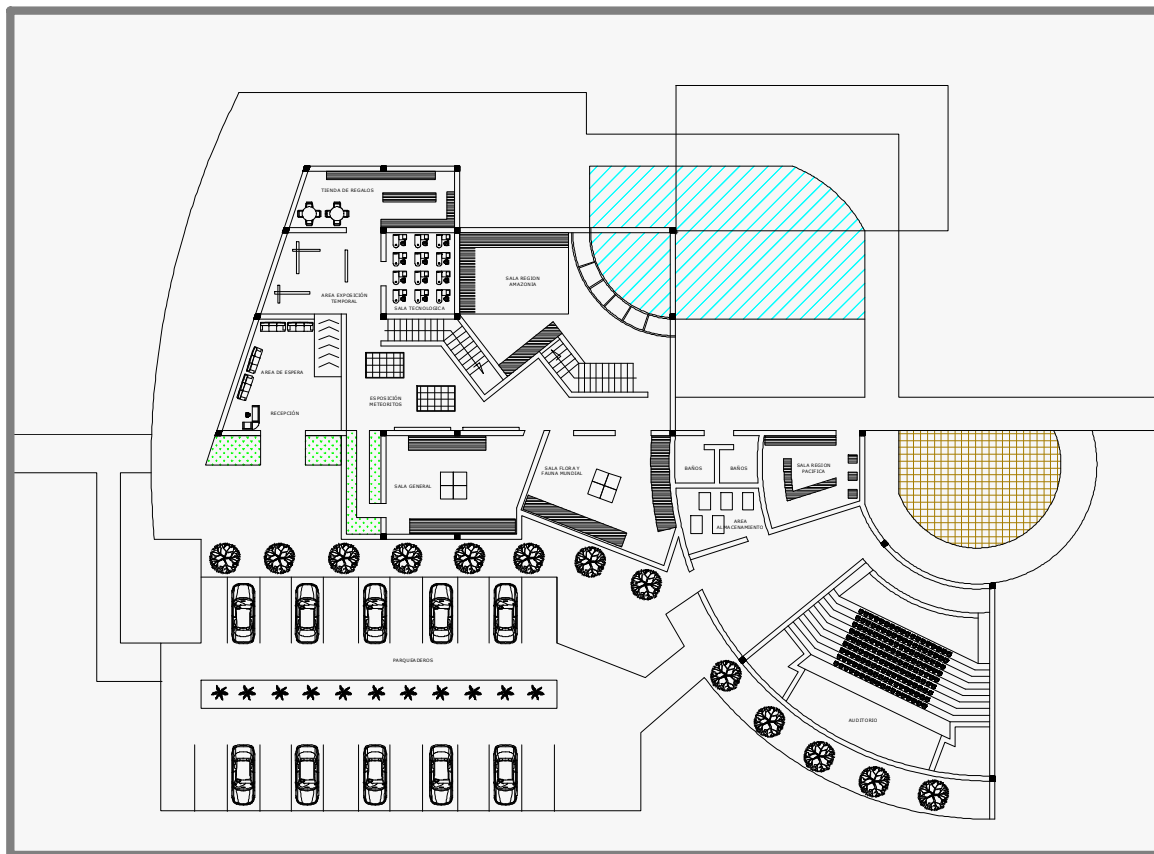 TIENDA DE REGALOS
AREA EXPOSICIÓN
TEMPORAL
SALA TECNOLOGICA
SALA REGION
AMAZONIA
AREA DE ESPERA
ESPOSICIÓN
METEORITOS
RECEPCIÓN
SALA GENERAL
SALA FLORA Y
FAUNA MUNDIAL
BAÑOS
BAÑOS
SALA REGION
PACIFICA
AREA
ALMACENAMIENTO
PARQUEADEROS
AUDITORIO